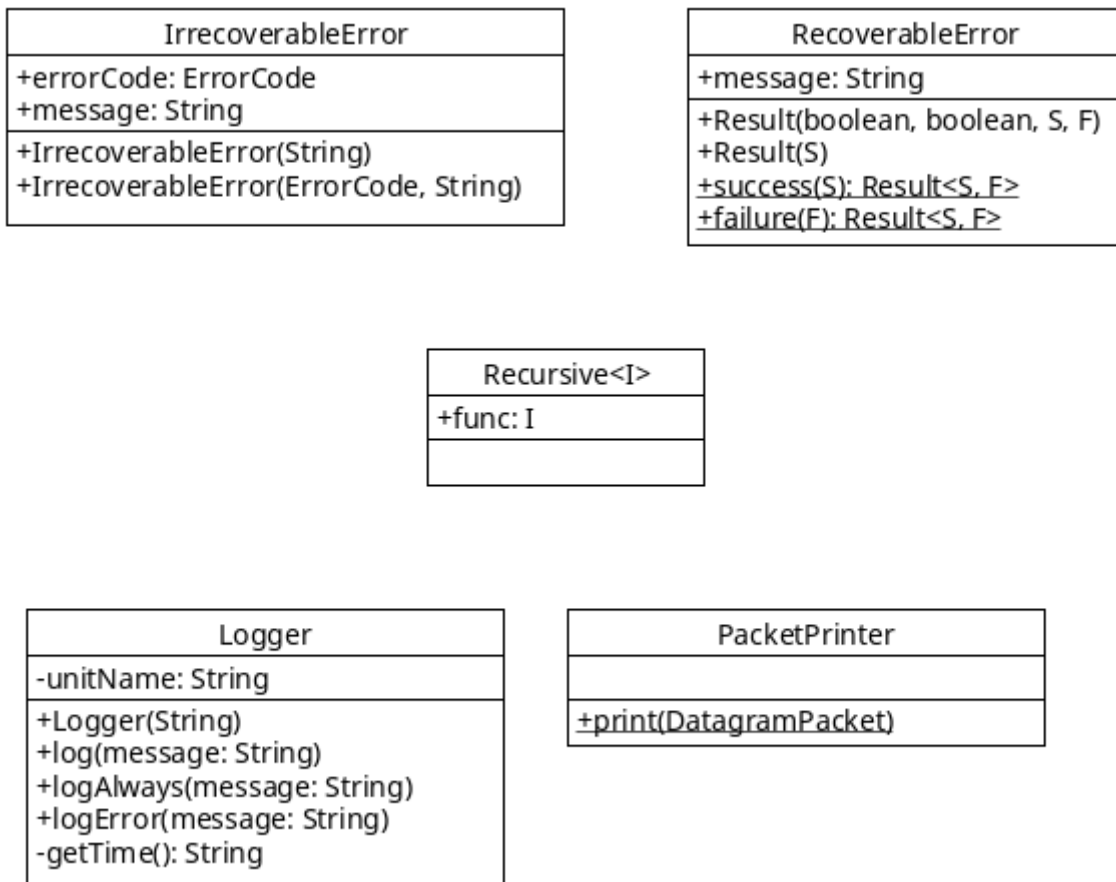 IrrecoverableError
+errorCode: ErrorCode
+message: String
+IrrecoverableError(String)
+IrrecoverableError(ErrorCode, String)
RecoverableError
+message: String
+Result(boolean, boolean, S, F)
+Result(S)
+success(S): Result<S, F>
+failure(F): Result<S, F>
Recursive<I>
+func: I
Logger
-unitName: String
+Logger(String)
+log(message: String)
+logAlways(message: String)
+logError(message: String)
-getTime(): String
PacketPrinter
+print(DatagramPacket)